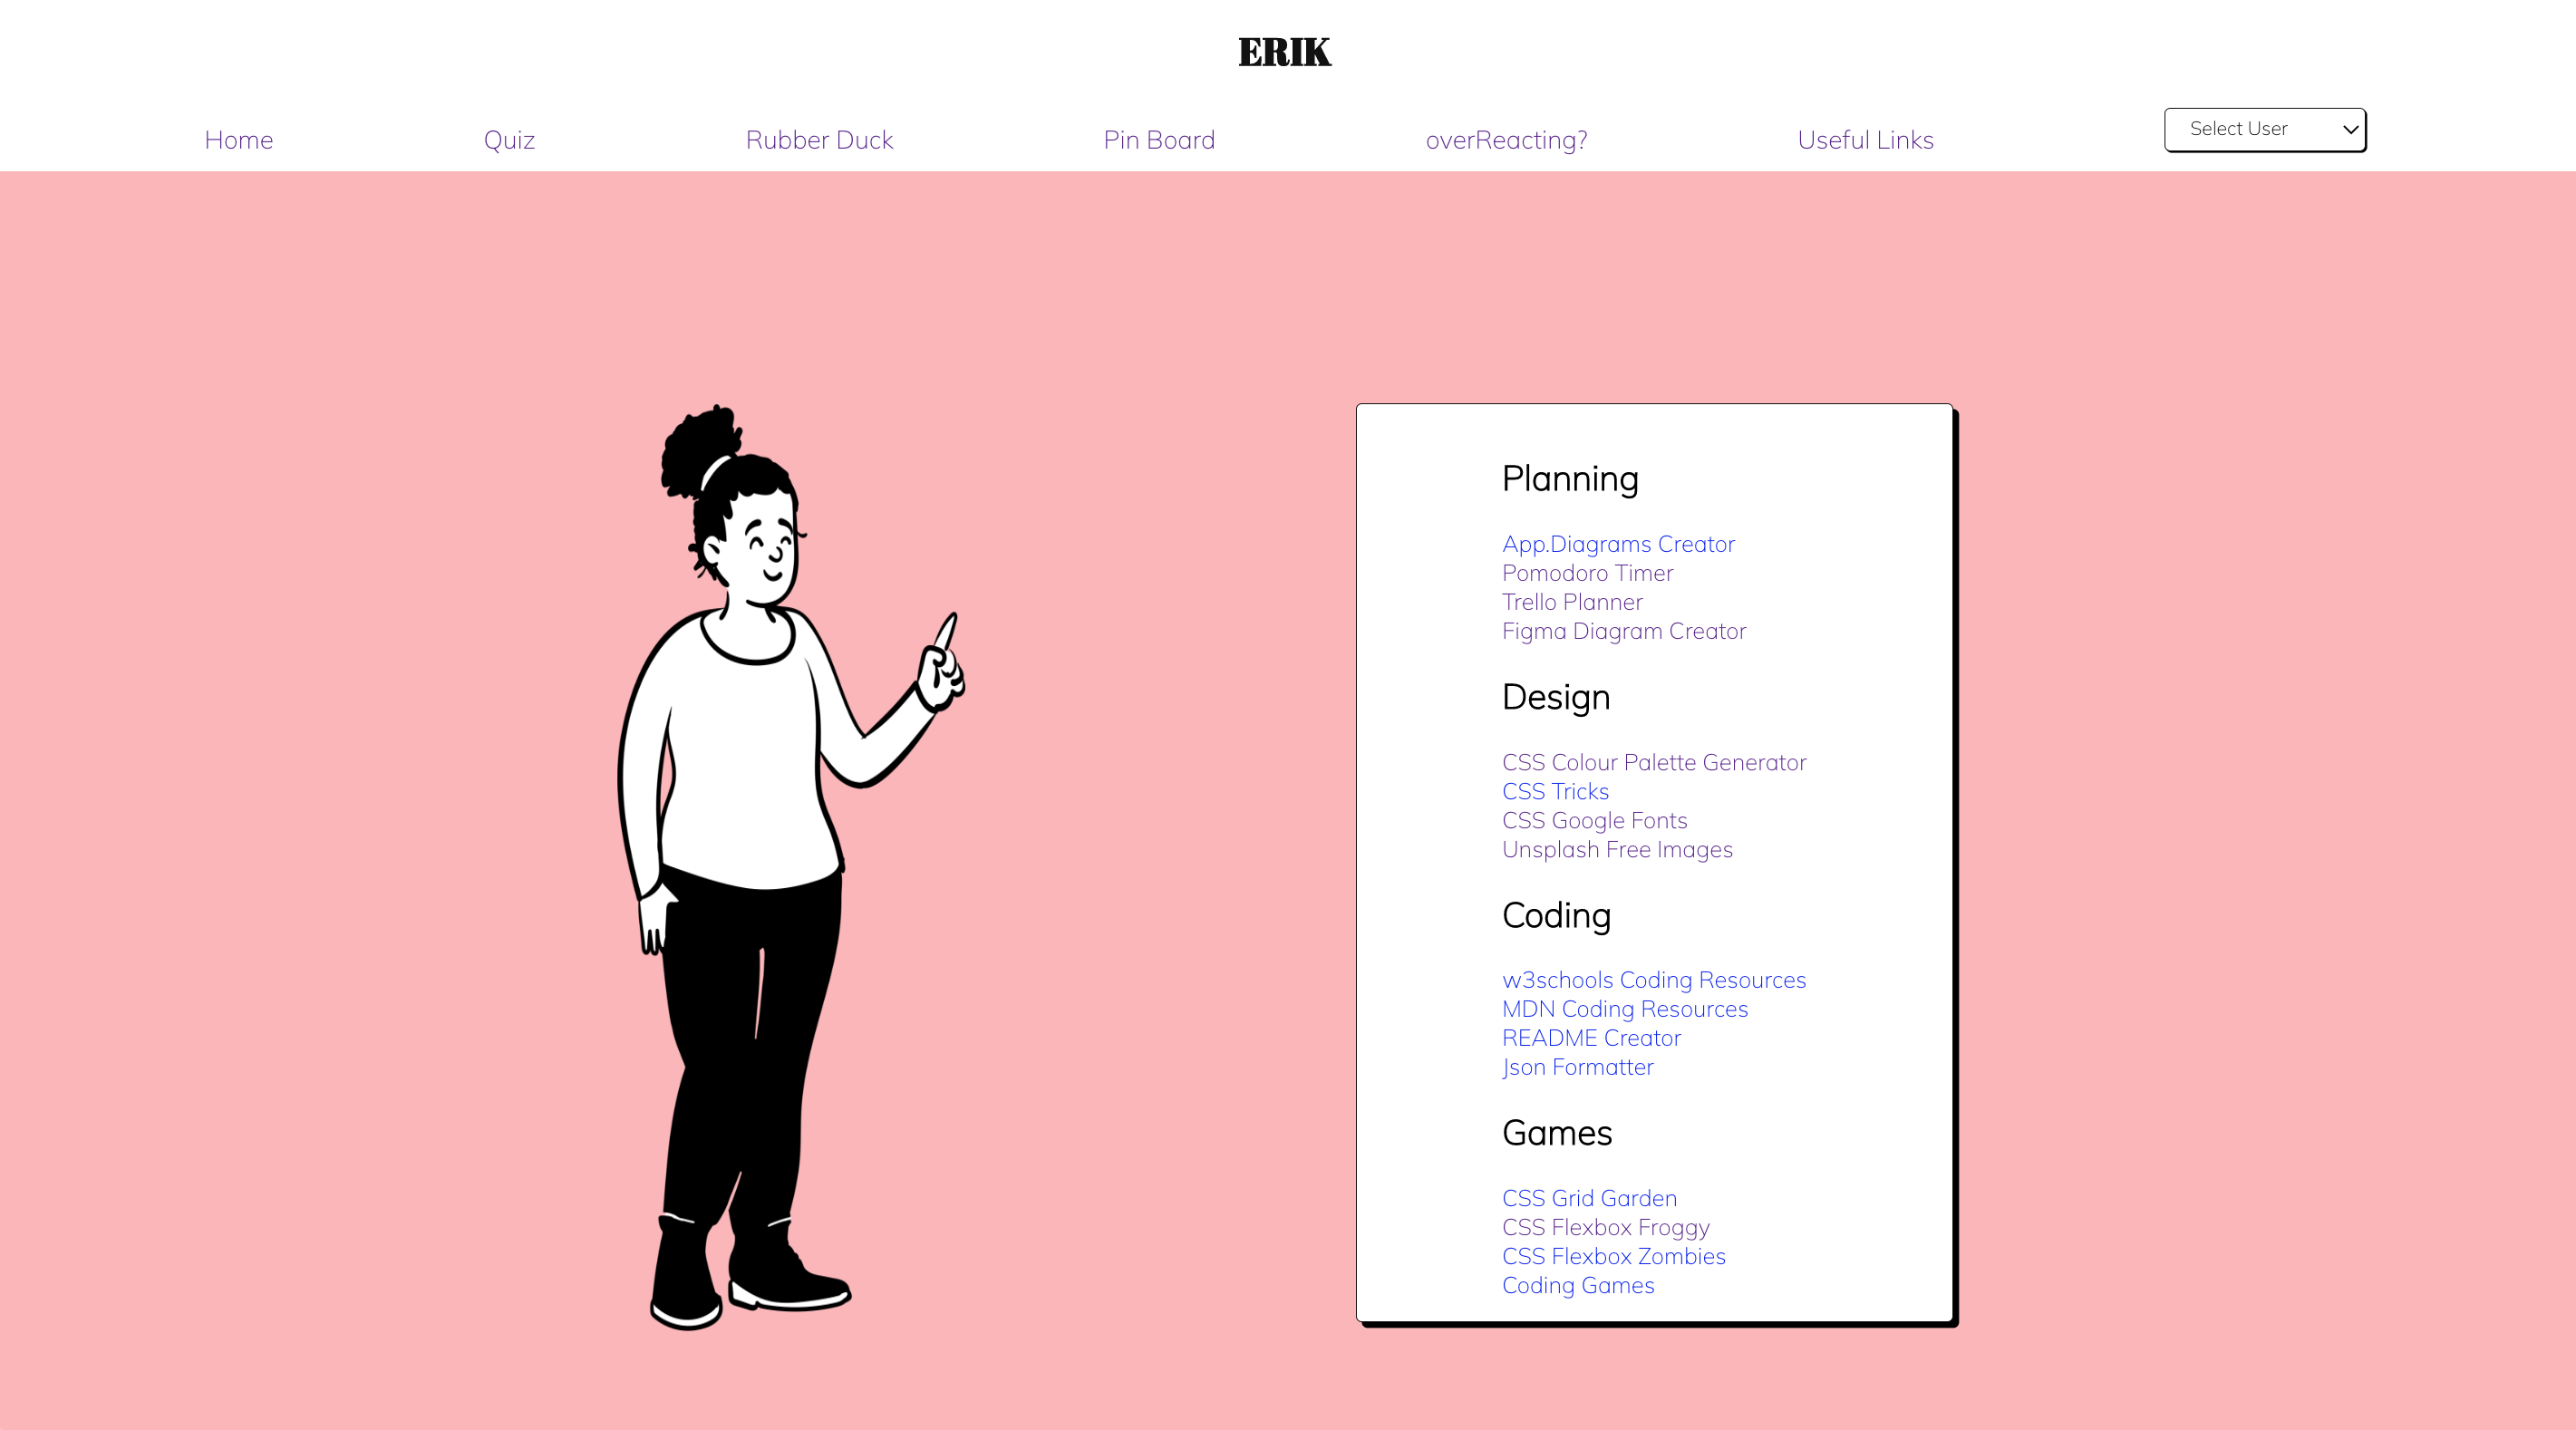 ERIK
Home Quiz Rubber Duck Pin Board overReacting? Useful Links Select User
Planning
App.Diagrams Creator
Pomodoro Timer
Trello Planner
Figma Diagram Creator
Design
CSS Colour Palette Generator
CSS Tricks
CSS Google Fonts
Unsplash Free Images
Coding
w3schools Coding Resources
MDN Coding Resources
README Creator
Json Formatter
Games
CSS Grid Garden
CSS Flexbox Froggy
CSS Flexbox Zombies
Coding Games